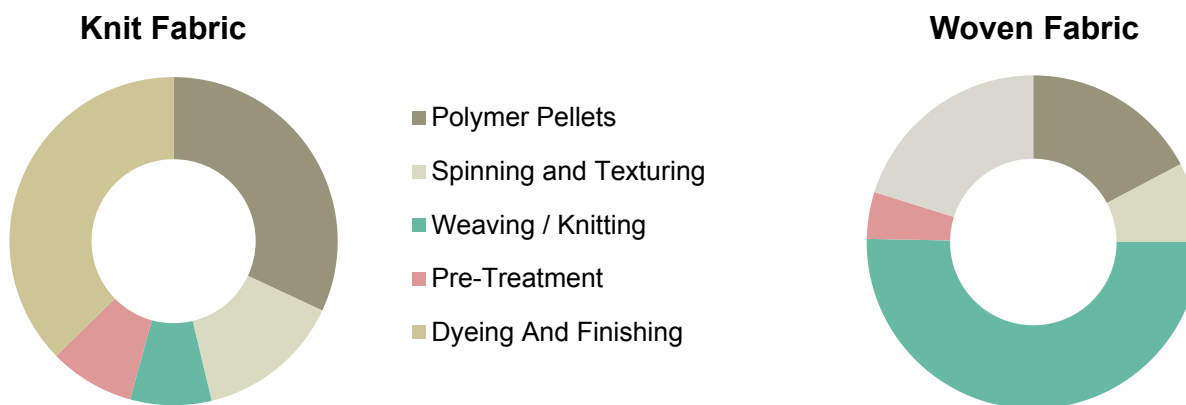 Knit Fabric
Woven Fabric
Polymer Pellets
Spinning and Texturing
Weaving / Knitting
Pre-Treatment
Dyeing And Finishing